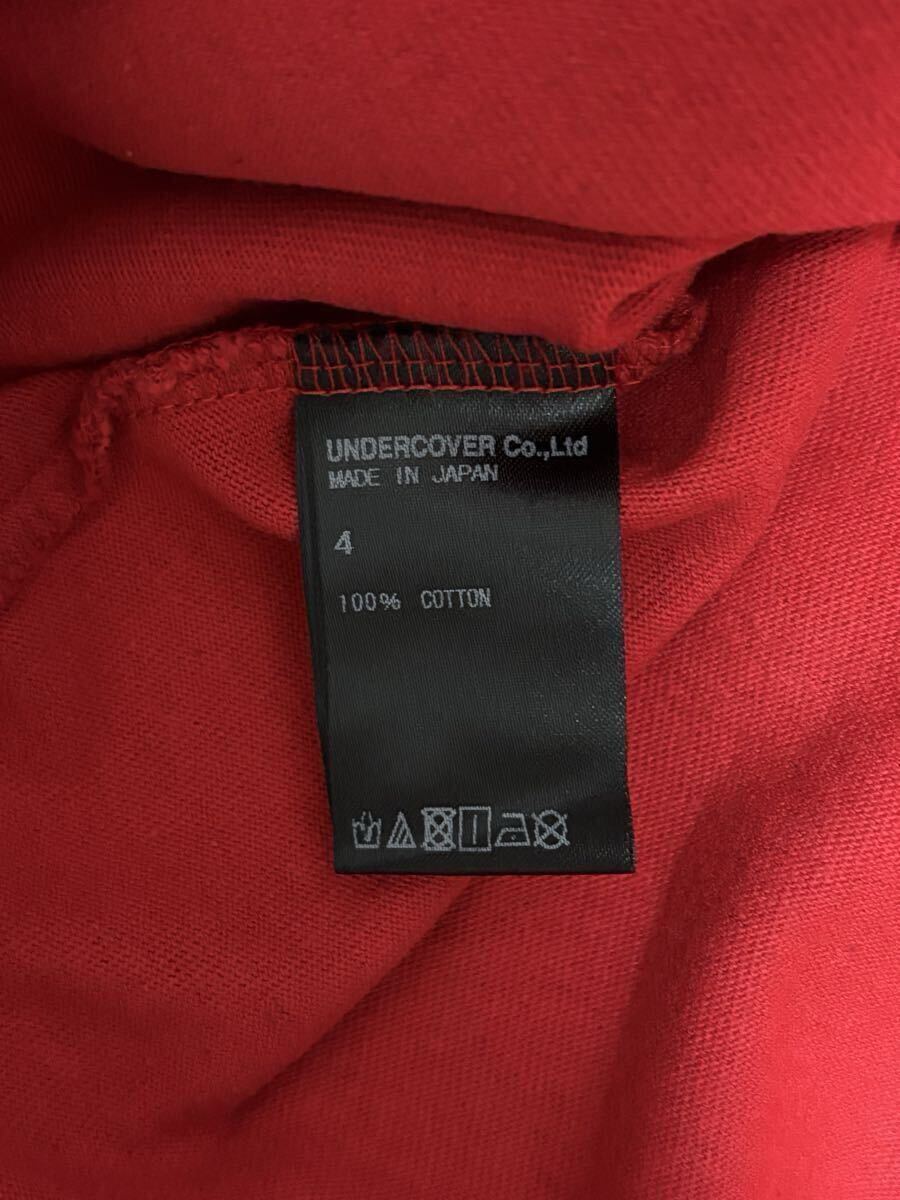 UNDERCOVER Co.,Ltd
MADE IN JAPAN
4
100% COTTON